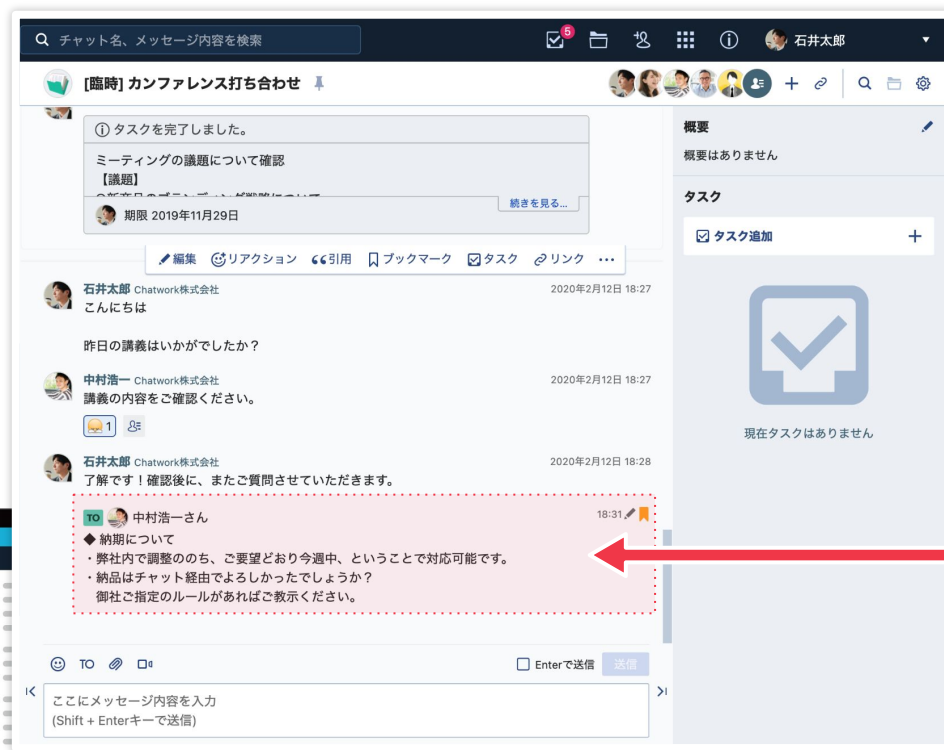 チャット名、メッセージ内容を検索
5
石井太郎
[臨時] カンファレンス打ち合わせ
タスクを完了しました。
ミーティングの議題について確認
【議題】
続きを見る...
期限 2019年11月29日
編集 リアクション 引用 ブックマーク タスク リンク …
石井太郎 Chatwork株式会社 2020年2月12日 18:27
こんにちは
昨日の講義はいかがでしたか？
中村浩一 Chatwork株式会社 2020年2月12日 18:27
講義の内容をご確認ください。
1
石井太郎 Chatwork株式会社 2020年2月12日 18:28
了解です！確認後に、またご質問させていただきます。
TO 中村浩一さん 18:31
◆ 納期について
・弊社内で調整ののち、ご要望どおり今週中、ということで対応可能です。
・納品はチャット経由でよろしかったでしょうか？
御社ご指定のルールがあればご教示ください。
TO Enterで送信 送信
ここにメッセージ内容を入力
(Shift + Enterキーで送信)
概要
概要はありません
タスク
タスク追加
現在タスクはありません